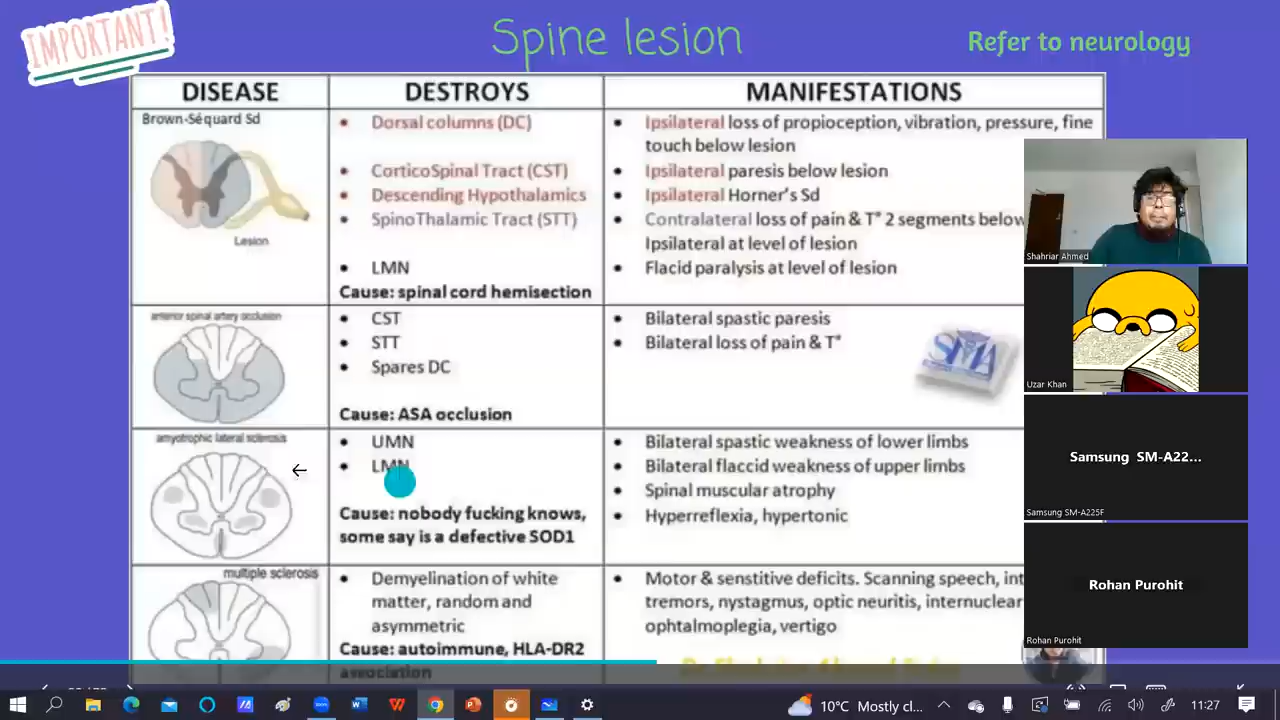 IMPORTANT!
Spine lesion
Refer to neurology
DISEASE
DESTROYS
MANIFESTATIONS
Brown-Séquard Sd
Lesion
• Dorsal columns (DC)
• CorticoSpinal Tract (CST)
• Descending Hypothalamics
• SpinoThalamic Tract (STT)
• LMN
Cause: spinal cord hemisection
• Ipsilateral loss of propioception, vibration, pressure, fine
touch below lesion
• Ipsilateral paresis below lesion
• Ipsilateral Horner's Sd
• Contralateral loss of pain & T° 2 segments below
Ipsilateral at level of lesion
• Flacid paralysis at level of lesion
anterior spinal artery occlusion
• CST
• STT
• Spares DC
Cause: ASA occlusion
• Bilateral spastic paresis
• Bilateral loss of pain & T°
SMA
amyotrophic lateral sclerosis
• UMN
• LMN
Cause: nobody fucking knows,
some say is a defective SOD1
• Bilateral spastic weakness of lower limbs
• Bilateral flaccid weakness of upper limbs
• Spinal muscular atrophy
• Hyperreflexia, hypertonic
multiple sclerosis
• Demyelination of white
matter, random and
asymmetric
Cause: autoimmune, HLA-DR2
association
• Motor & senstitive deficits. Scanning speech, int
tremors, nystagmus, optic neuritis, internuclear
ophtalmoplegia, vertigo
Shahriar Ahmed
Uzar Khan
Samsung SM-A22...
Samsung SM-A225F
Rohan Purohit
Rohan Purohit
10°C Mostly cl...
11:27